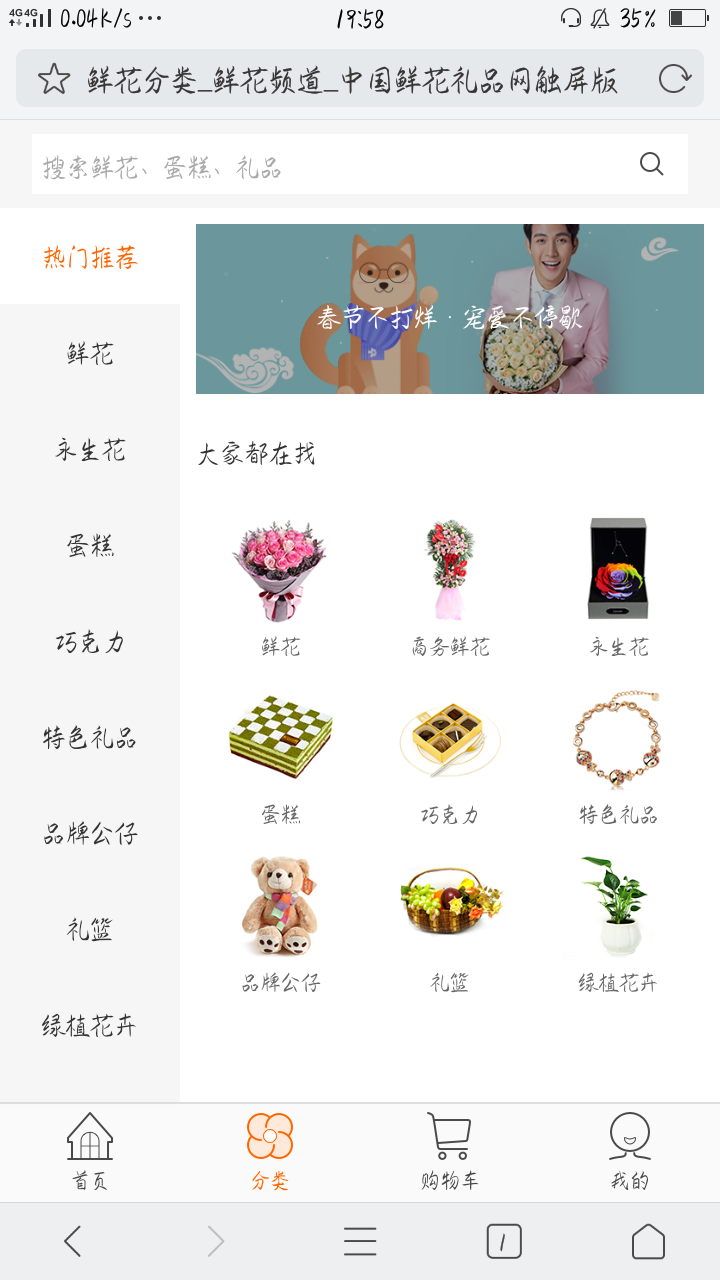 4G 4G 0.04K/s ··· 19:58 35%
鲜花分类_鲜花频道_中国鲜花礼品网触屏版
搜索鲜花、蛋糕、礼品
热门推荐
鲜花
永生花
蛋糕
巧克力
特色礼品
品牌公仔
礼篮
绿植花卉
春节不打烊·宠爱不停歇
大家都在找
鲜花 商务鲜花 永生花
蛋糕 巧克力 特色礼品
品牌公仔 礼篮 绿植花卉
首页 分类 购物车 我的
1